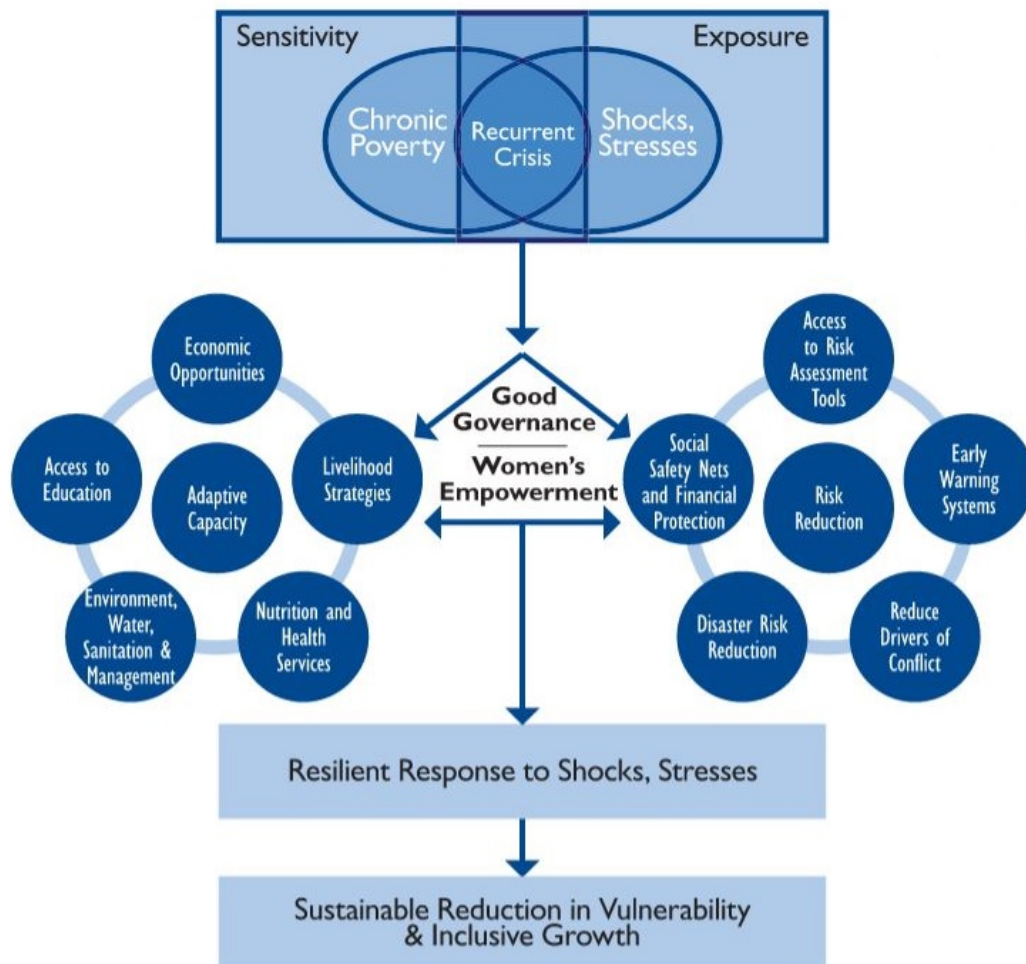 Sensitivity
Exposure
Chronic
Poverty
Recurrent
Crisis
Shocks,
Stresses
Economic
Opportunities
Access to
Education
Adaptive
Capacity
Livelihood
Strategies
Environment,
Water,
Sanitation &
Management
Nutrition and
Health
Services
Good
Governance
Women's
Empowerment
Access
to Risk
Assessment
Tools
Social
Safety Nets
and Financial
Protection
Risk
Reduction
Early
Warning
Systems
Disaster Risk
Reduction
Reduce
Drivers of
Conflict
Resilient Response to Shocks, Stresses
Sustainable Reduction in Vulnerability
& Inclusive Growth